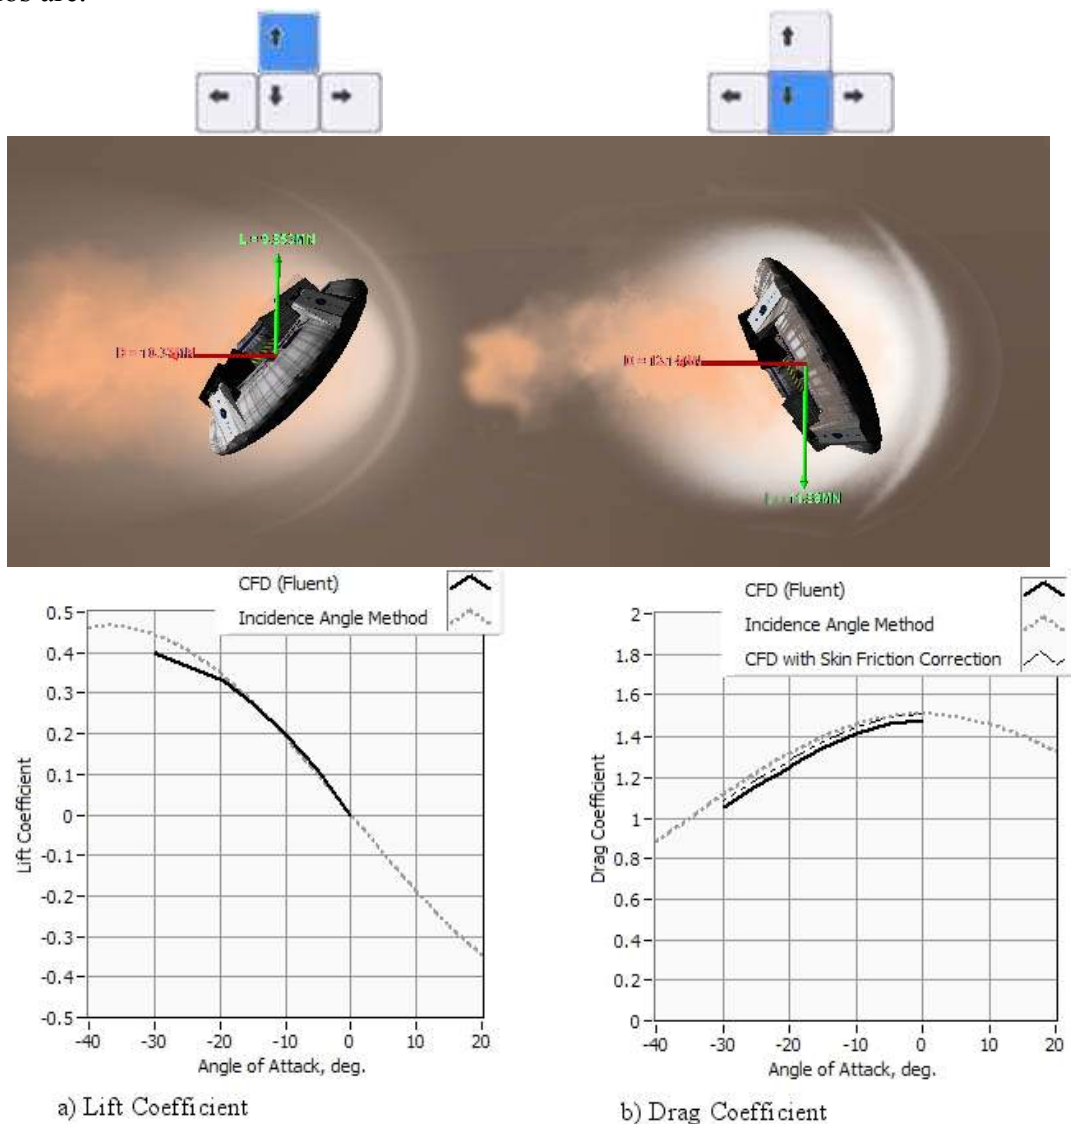 are:
L =
D =
D =
L =
CFD (Fluent)
Incidence Angle Method
0.5
0.4
0.3
0.2
0.1
0
-0.1
-0.2
-0.3
-0.4
-0.5
Lift Coefficient
-40 -30 -20 -10 0 10 20
Angle of Attack, deg.
a) Lift Coefficient
CFD (Fluent)
Incidence Angle Method
CFD with Skin Friction Correction
2
1.8
1.6
1.4
1.2
1
0.8
0.6
0.4
0.2
0
Drag Coefficient
-40 -30 -20 -10 0 10 20
Angle of Attack, deg.
b) Drag Coefficient